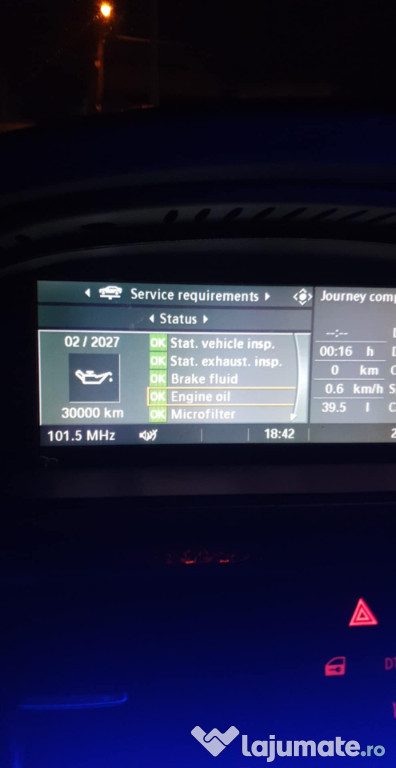 Service requirements
Journey comp
Status
02 / 2027
30000 km
OK Stat. vehicle insp.
OK Stat. exhaust. insp.
OK Brake fluid
OK Engine oil
OK Microfilter
--:--
00:16 h
0 km
0.6 km/h
39.5 l
101.5 MHz
18:42
2
DT
lajumate.ro